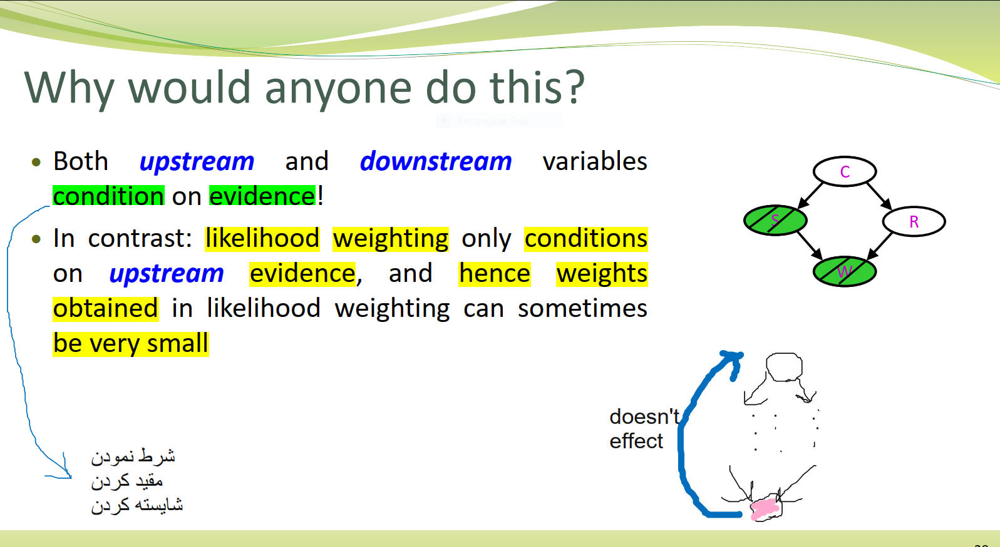 Why would anyone do this?
Rectangular Snip
• Both upstream and downstream variables
condition on evidence!
• In contrast: likelihood weighting only conditions
on upstream evidence, and hence weights
obtained in likelihood weighting can sometimes
be very small
C
S
R
W
doesn't
effect
شرط نمودن
مقید کردن
شایسته کردن